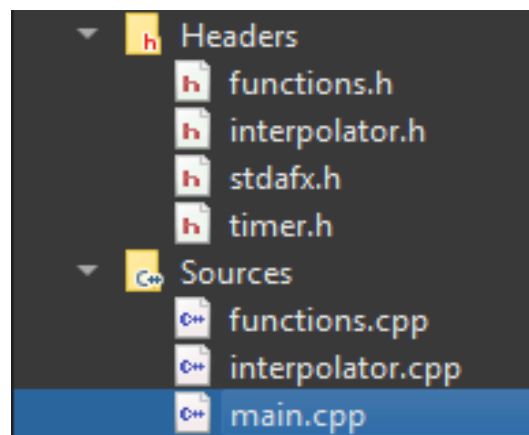 Headers
functions.h
interpolator.h
stdafx.h
timer.h
Sources
functions.cpp
interpolator.cpp
main.cpp